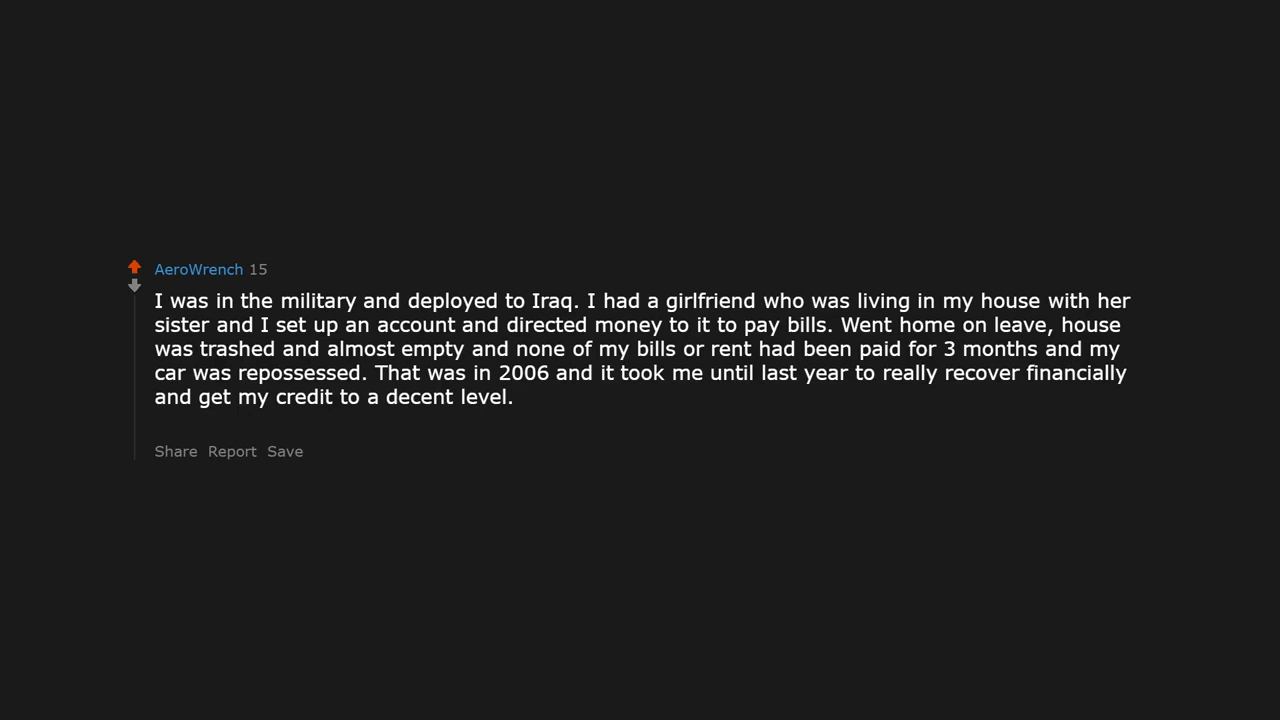 AeroWrench 15
I was in the military and deployed to Iraq. I had a girlfriend who was living in my house with her
sister and I set up an account and directed money to it to pay bills. Went home on leave, house
was trashed and almost empty and none of my bills or rent had been paid for 3 months and my
car was repossessed. That was in 2006 and it took me until last year to really recover financially
and get my credit to a decent level.
Share Report Save